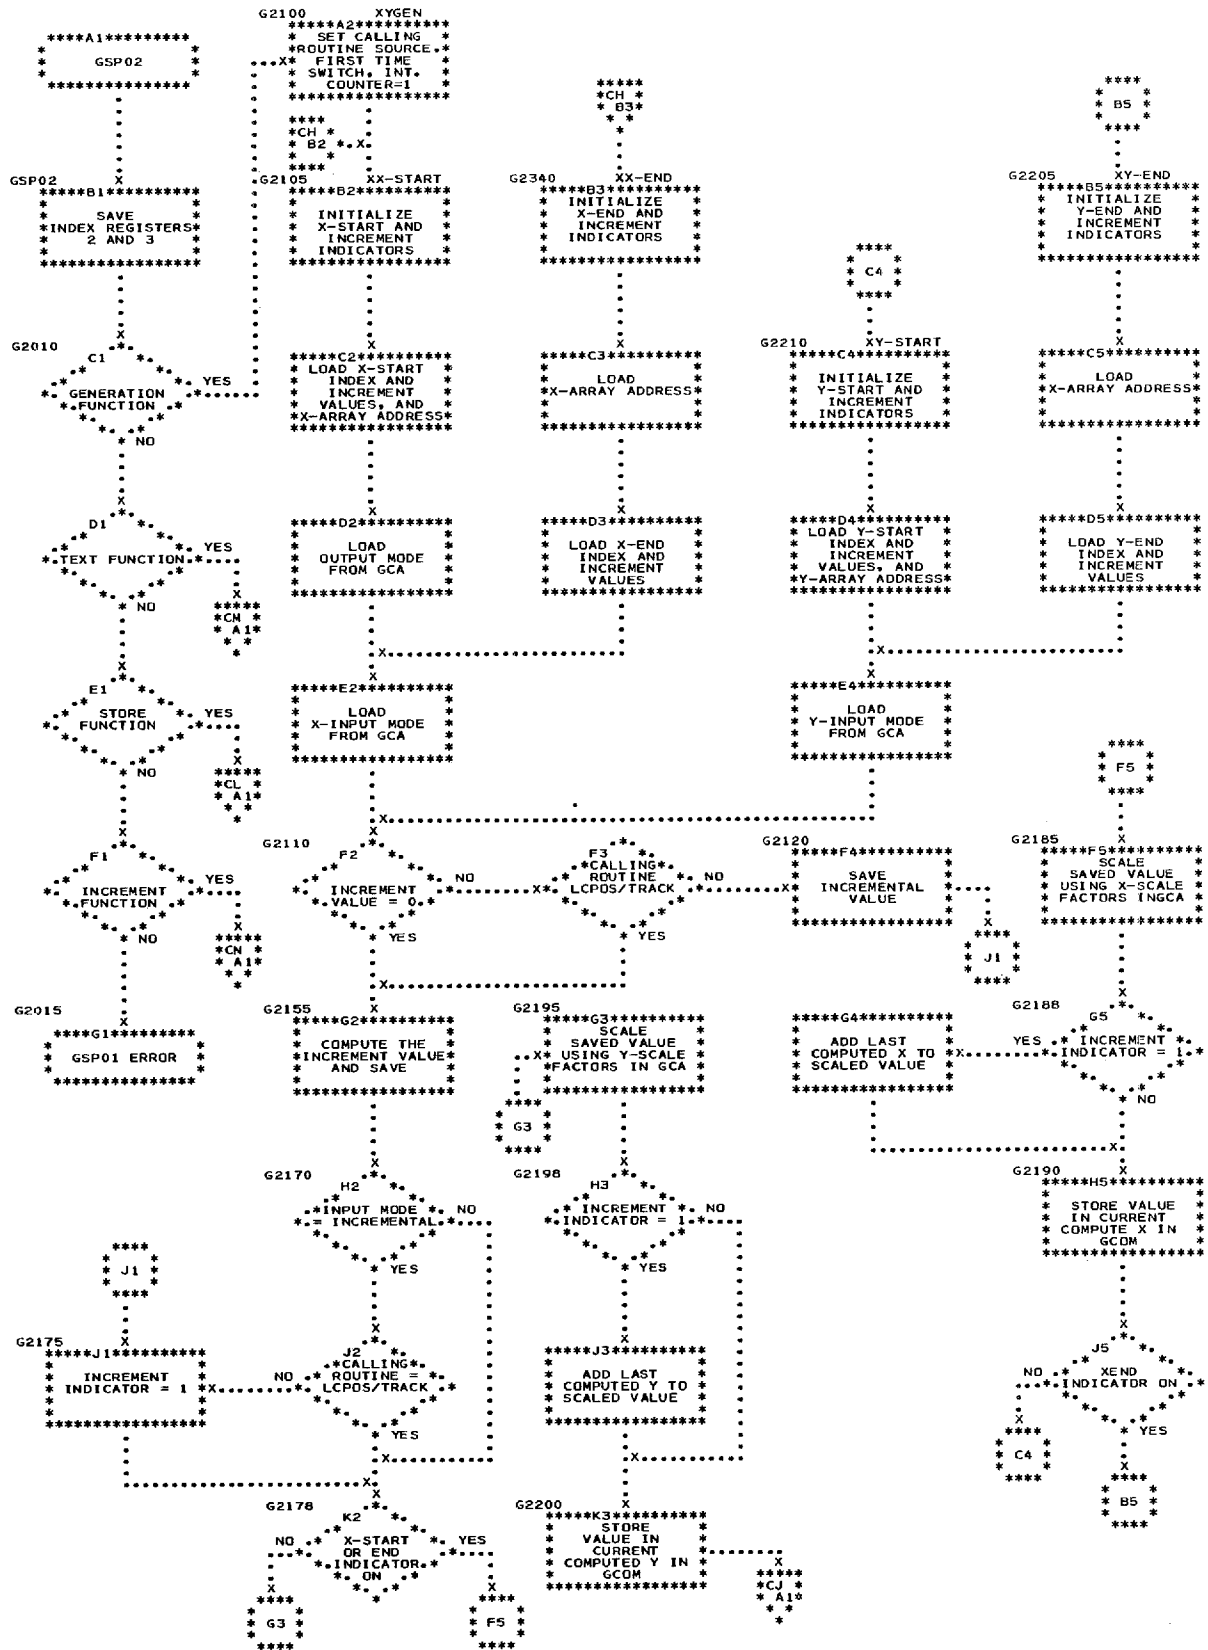 G2100 XYGEN
****A1*********
GSP02
*****A2**********
SET CALLING
ROUTINE SOURCE.
FIRST TIME
SWITCH. INT.
COUNTER=1
CH
B2
CH
B3
B5
GSP02
*****B1**********
SAVE
INDEX REGISTERS
2 AND 3
G2105 XX-START
*****B2**********
INITIALIZE
X-START AND
INCREMENT
INDICATORS
G2340 XX-END
*****B3**********
INITIALIZE
X-END AND
INCREMENT
INDICATORS
G2205 XY-END
*****B5**********
INITIALIZE
Y-END AND
INCREMENT
INDICATORS
C4
G2010
C1
GENERATION
FUNCTION
YES
NO
*****C2**********
LOAD X-START
INDEX AND
INCREMENT
VALUES, AND
X-ARRAY ADDRESS
*****C3**********
LOAD
X-ARRAY ADDRESS
G2210 XY-START
*****C4**********
INITIALIZE
Y-START AND
INCREMENT
INDICATORS
*****C5**********
LOAD
X-ARRAY ADDRESS
D1
TEXT FUNCTION
YES
NO
CM
A1
*****D2**********
LOAD
OUTPUT MODE
FROM GCA
*****D3**********
LOAD X-END
INDEX AND
INCREMENT
VALUES
*****D4**********
LOAD Y-START
INDEX AND
INCREMENT
VALUES, AND
Y-ARRAY ADDRESS
*****D5**********
LOAD Y-END
INDEX AND
INCREMENT
VALUES
E1
STORE
FUNCTION
YES
NO
CL
A1
*****E2**********
LOAD
X-INPUT MODE
FROM GCA
*****E4**********
LOAD
Y-INPUT MODE
FROM GCA
F5
F1
INCREMENT
FUNCTION
YES
NO
CN
A1
G2110
F2
INCREMENT
VALUE = 0
NO
YES
F3
CALLING
ROUTINE
LCPOS/TRACK
NO
YES
G2120
*****F4**********
SAVE
INCREMENTAL
VALUE
J1
G2185
*****F5**********
SCALE
SAVED VALUE
USING X-SCALE
FACTORS INGCA
G2015
****G1*********
GSP01 ERROR
G2155
*****G2**********
COMPUTE THE
INCREMENT VALUE
AND SAVE
G2195
*****G3**********
SCALE
SAVED VALUE
USING Y-SCALE
FACTORS IN GCA
G3
*****G4**********
ADD LAST
COMPUTED X TO
SCALED VALUE
G2188
G5
INCREMENT
INDICATOR = 1
YES
NO
G2170
H2
INPUT MODE
= INCREMENTAL
NO
YES
G2198
H3
INCREMENT
INDICATOR = 1
NO
YES
G2190
*****H5**********
STORE VALUE
IN CURRENT
COMPUTE X IN
GCOM
J1
G2175
*****J1**********
INCREMENT
INDICATOR = 1
J2
CALLING
ROUTINE =
LCPOS/TRACK
NO
YES
*****J3**********
ADD LAST
COMPUTED Y TO
SCALED VALUE
J5
XEND
INDICATOR ON
NO
YES
C4
B5
G2178
K2
X-START
OR END
INDICATOR
ON
NO
YES
G3
F5
G2200
*****K3**********
STORE
VALUE IN
CURRENT
COMPUTED Y IN
GCOM
CJ
A1